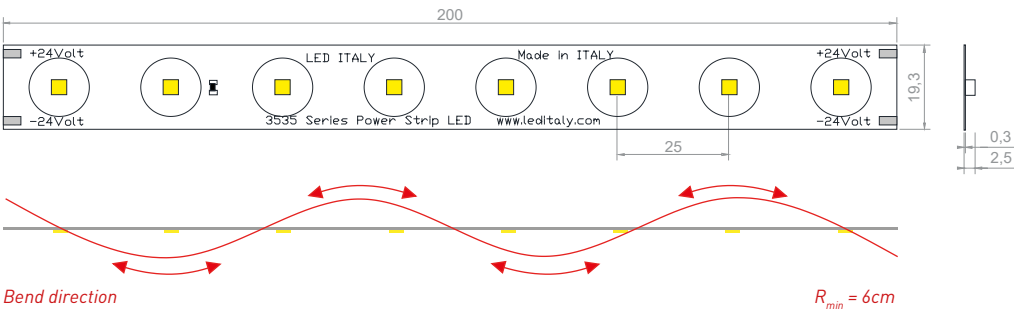 200
+24Volt LED ITALY Made in ITALY +24Volt
-24Volt 3535 Series Power Strip LED www.leditaly.com -24Volt
19,3
25
0,3
2,5
Bend direction
R_min = 6cm